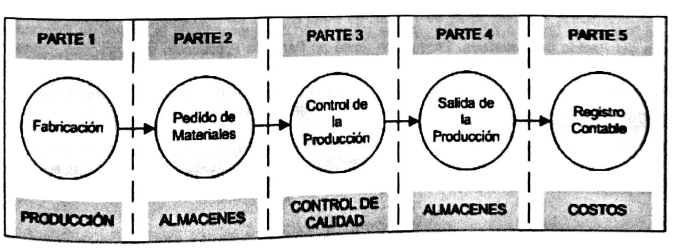 PARTE 1
PARTE 2
PARTE 3
PARTE 4
PARTE 5
Fabricación
Pedido de
Materiales
Control de
la
Producción
Salida de
la
Producción
Registro
Contable
PRODUCCIÓN
ALMACENES
CONTROL DE
CALIDAD
ALMACENES
COSTOS